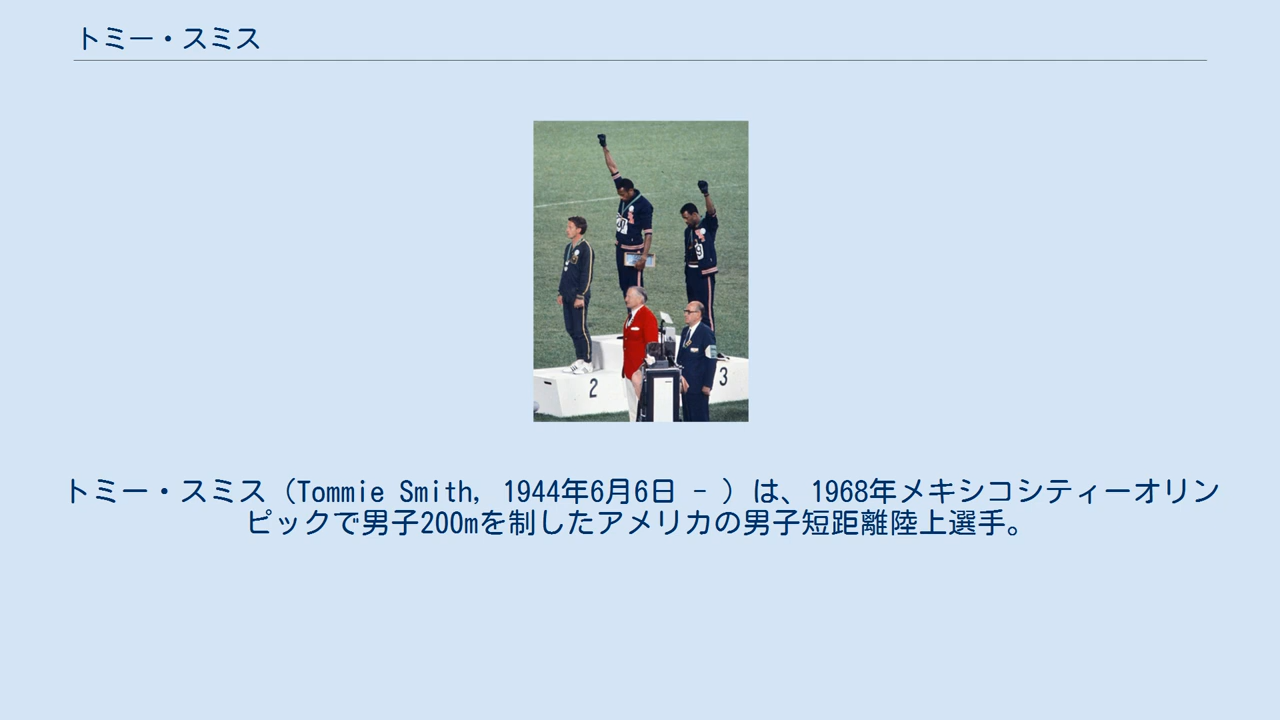 トミー・スミス
2
3
トミー・スミス（Tommie Smith, 1944年6月6日 - ）は、1968年メキシコシティーオリン
ピックで男子200mを制したアメリカの男子短距離陸上選手。